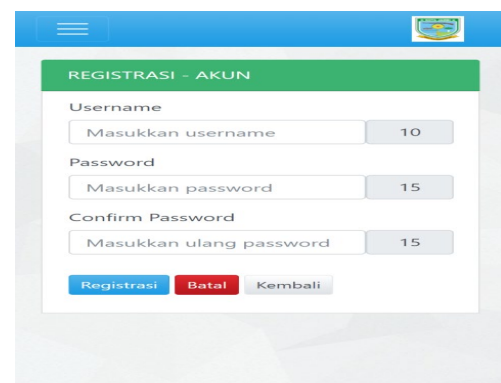 REGISTRASI - AKUN
Username
Masukkan username 10
Password
Masukkan password 15
Confirm Password
Masukkan ulang password 15
Registrasi Batal Kembali